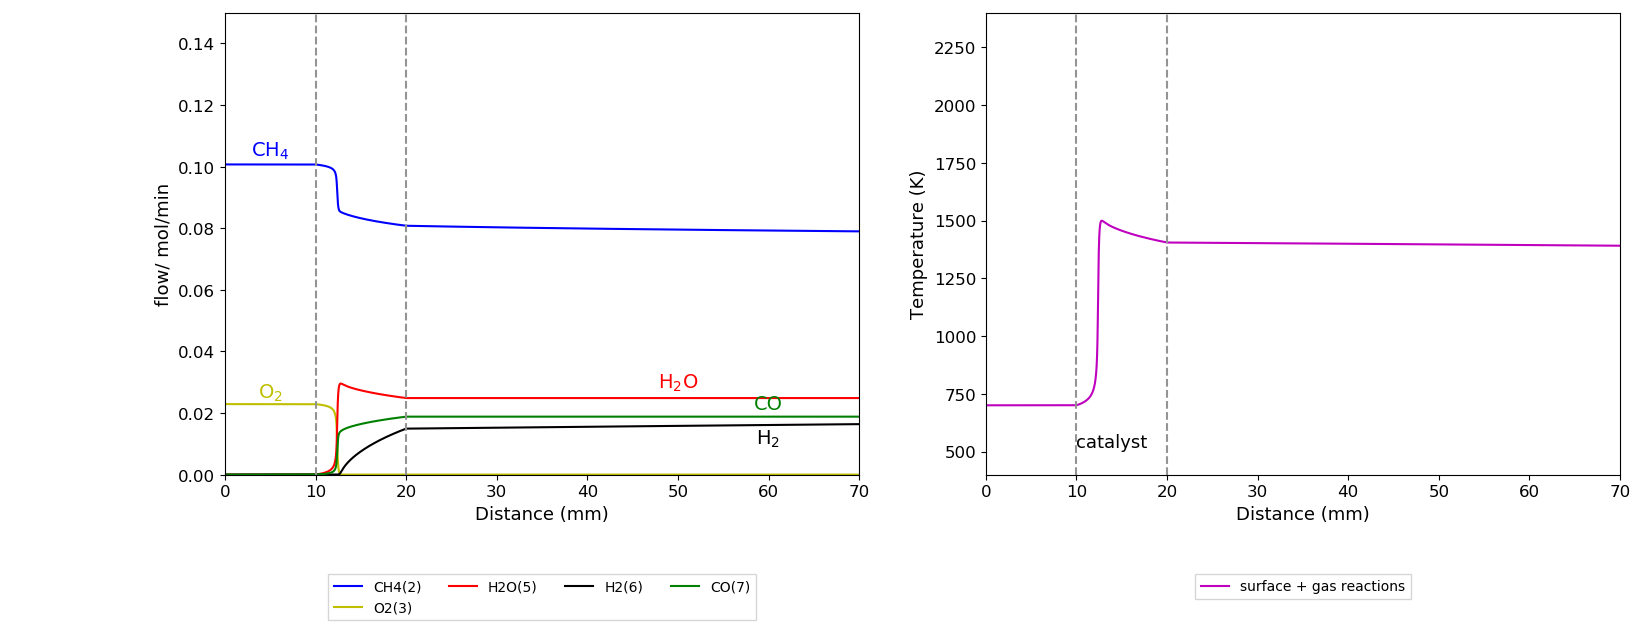 0.14
0.12
0.10
0.08
0.06
0.04
0.02
0.00
flow/ mol/min
CH₄
O₂
H₂O
CO
H₂
0 10 20 30 40 50 60 70
Distance (mm)
CH4(2) H2O(5) H2(6) CO(7)
O2(3)
2250
2000
1750
1500
1250
1000
750
500
Temperature (K)
catalyst
0 10 20 30 40 50 60 70
Distance (mm)
surface + gas reactions